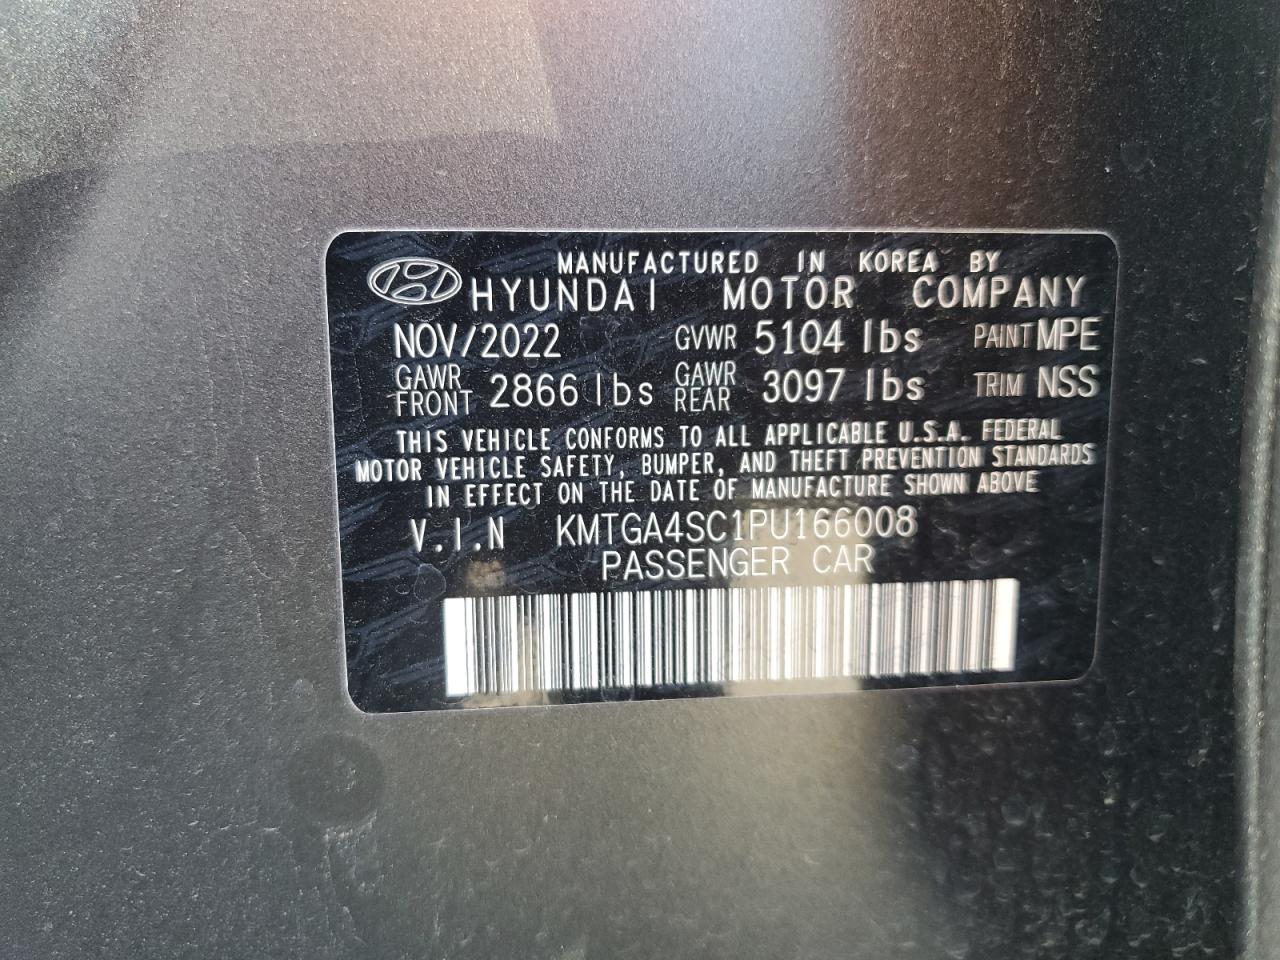 MANUFACTURED IN KOREA BY
HYUNDAI MOTOR COMPANY
NOV/2022 GVWR 5104 lbs PAINT MPE
GAWR FRONT 2866 lbs GAWR REAR 3097 lbs TRIM NSS
THIS VEHICLE CONFORMS TO ALL APPLICABLE U.S.A. FEDERAL
MOTOR VEHICLE SAFETY, BUMPER, AND THEFT PREVENTION STANDARDS
IN EFFECT ON THE DATE OF MANUFACTURE SHOWN ABOVE
V.I.N KMTGA4SC1PU166008
PASSENGER CAR